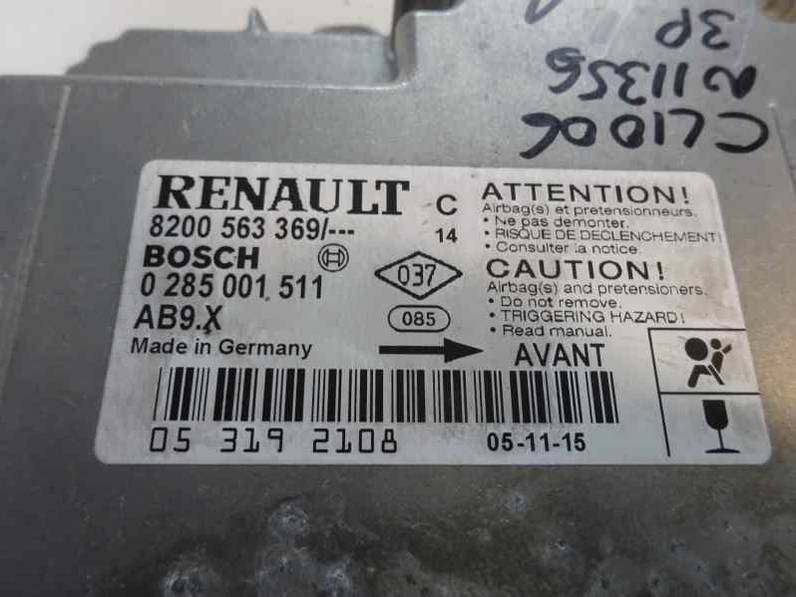 3P
N11356
CLIO 06
RENAULT C
8200 563 369/--- 14
BOSCH
0 285 001 511
AB9.X
Made in Germany
037
085
AVANT
ATTENTION!
Airbag(s) et pretensionneurs.
• Ne pas demonter.
• RISQUE DE DECLENCHEMENT!
• Consulter la notice.
CAUTION!
Airbag(s) and pretensioners.
• Do not remove.
• TRIGGERING HAZARD!
• Read manual.
05 319 2108
05-11-15